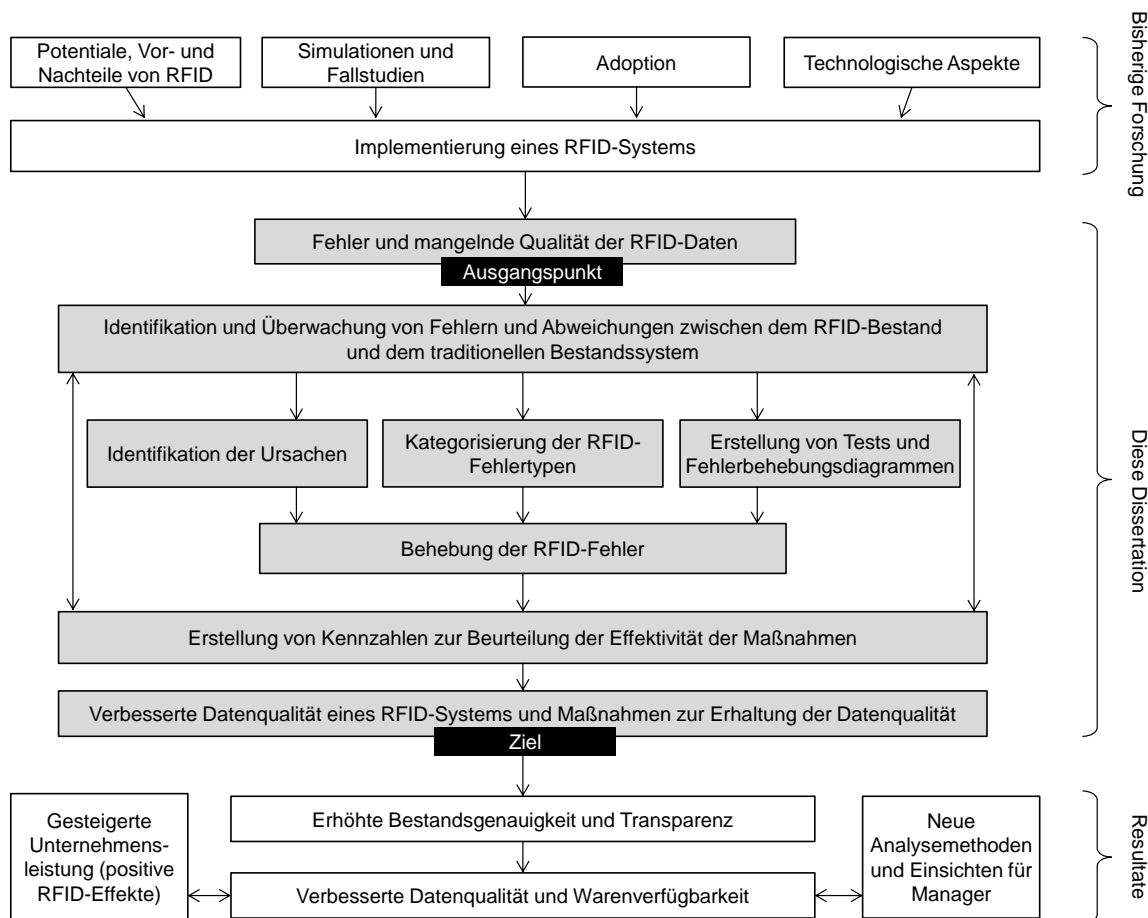 Potentiale, Vor- und
Nachteile von RFID
Simulationen und
Fallstudien
Adoption
Technologische Aspekte
Implementierung eines RFID-Systems
Bisherige Forschung
Fehler und mangelnde Qualität der RFID-Daten
Ausgangspunkt
Identifikation und Überwachung von Fehlern und Abweichungen zwischen dem RFID-Bestand
und dem traditionellen Bestandssystem
Identifikation der Ursachen
Kategorisierung der RFID-
Fehlertypen
Erstellung von Tests und
Fehlerbehebungsdiagrammen
Behebung der RFID-Fehler
Erstellung von Kennzahlen zur Beurteilung der Effektivität der Maßnahmen
Verbesserte Datenqualität eines RFID-Systems und Maßnahmen zur Erhaltung der Datenqualität
Ziel
Diese Dissertation
Gesteigerte
Unternehmens-
leistung (positive
RFID-Effekte)
Erhöhte Bestandsgenauigkeit und Transparenz
Verbesserte Datenqualität und Warenverfügbarkeit
Neue
Analysemethoden
und Einsichten für
Manager
Resultate